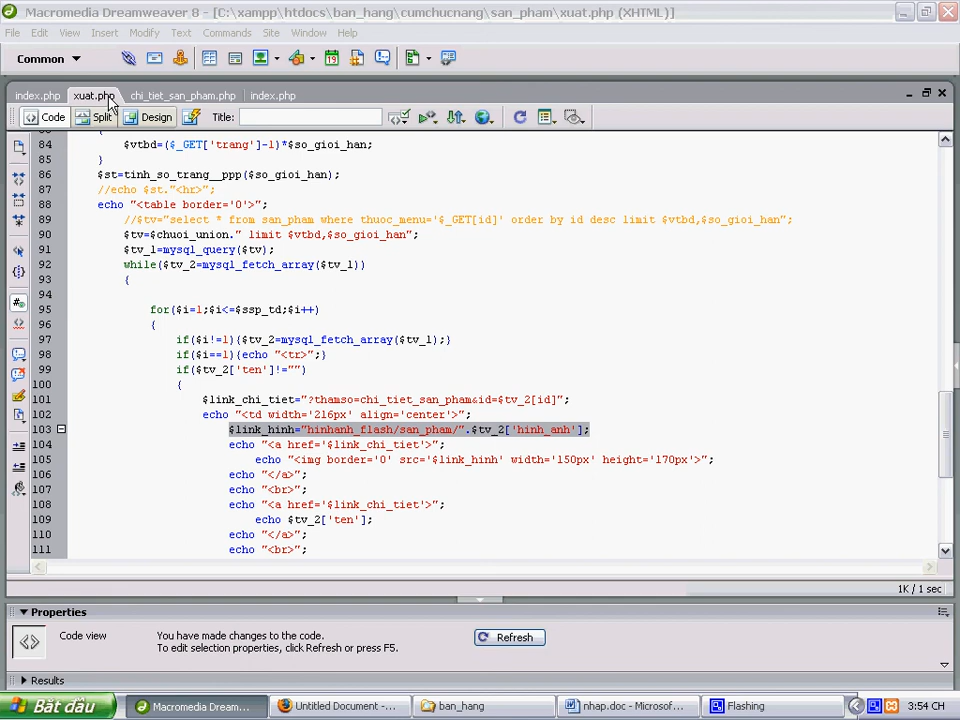 Macromedia Dreamweaver 8 - [C:\xampp\htdocs\ban_hang\cumchucnang\san_pham\xuat.php (XHTML)]
File Edit View Insert Modify Text Commands Site Window Help
Common
index.php xuat.php chi_tiet_san_pham.php index.php
Code Split Design Title:
84 $vtbd=($_GET['trang']-1)*$so_gioi_han;
85 }
86 $st=tinh_so_trang__ppp($so_gioi_han);
87 //echo $st."<hr>";
88 echo "<table border='0'>";
89 //$tv="select * from san_pham where thuoc_menu='$_GET[id]' order by id desc limit $vtbd,$so_gioi_han";
90 $tv=$chuoi_union." limit $vtbd,$so_gioi_han";
91 $tv_1=mysql_query($tv);
92 while($tv_2=mysql_fetch_array($tv_1))
93 {
94
95 for($i=1;$i<=$ssp_td;$i++)
96 {
97 if($i!=1){$tv_2=mysql_fetch_array($tv_1);}
98 if($i==1){echo "<tr>";}
99 if($tv_2['ten']!="")
100 {
101 $link_chi_tiet="?thamso=chi_tiet_san_pham&id=$tv_2[id]";
102 echo "<td width='216px' align='center'>";
103 $link_hinh="hinhanh_flash/san_pham/".$tv_2['hinh_anh'];
104 echo "<a href='$link_chi_tiet'>";
105 echo "<img border='0' src='$link_hinh' width='150px' height='170px'>";
106 echo "</a>";
107 echo "<br>";
108 echo "<a href='$link_chi_tiet'>";
109 echo $tv_2['ten'];
110 echo "</a>";
111 echo "<br>";
1K / 1 sec
Properties
Code view You have made changes to the code.
To edit selection properties, click Refresh or press F5.
Refresh
Results
Bắt đầu Macromedia Dream... Untitled Document -... ban_hang nhap.doc - Microsof... Flashing 3:54 CH